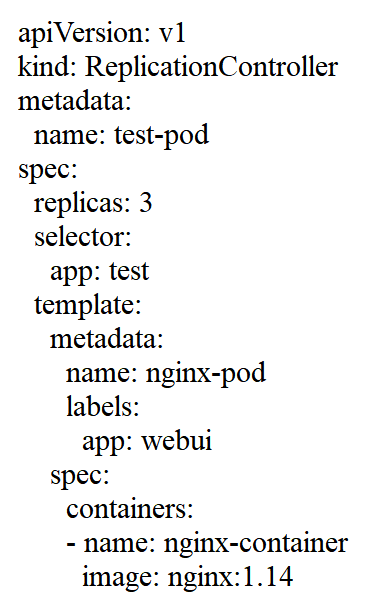 apiVersion: v1
kind: ReplicationController
metadata:
  name: test-pod
spec:
  replicas: 3
  selector:
    app: test
  template:
    metadata:
      name: nginx-pod
      labels:
        app: webui
    spec:
      containers:
      - name: nginx-container
        image: nginx:1.14